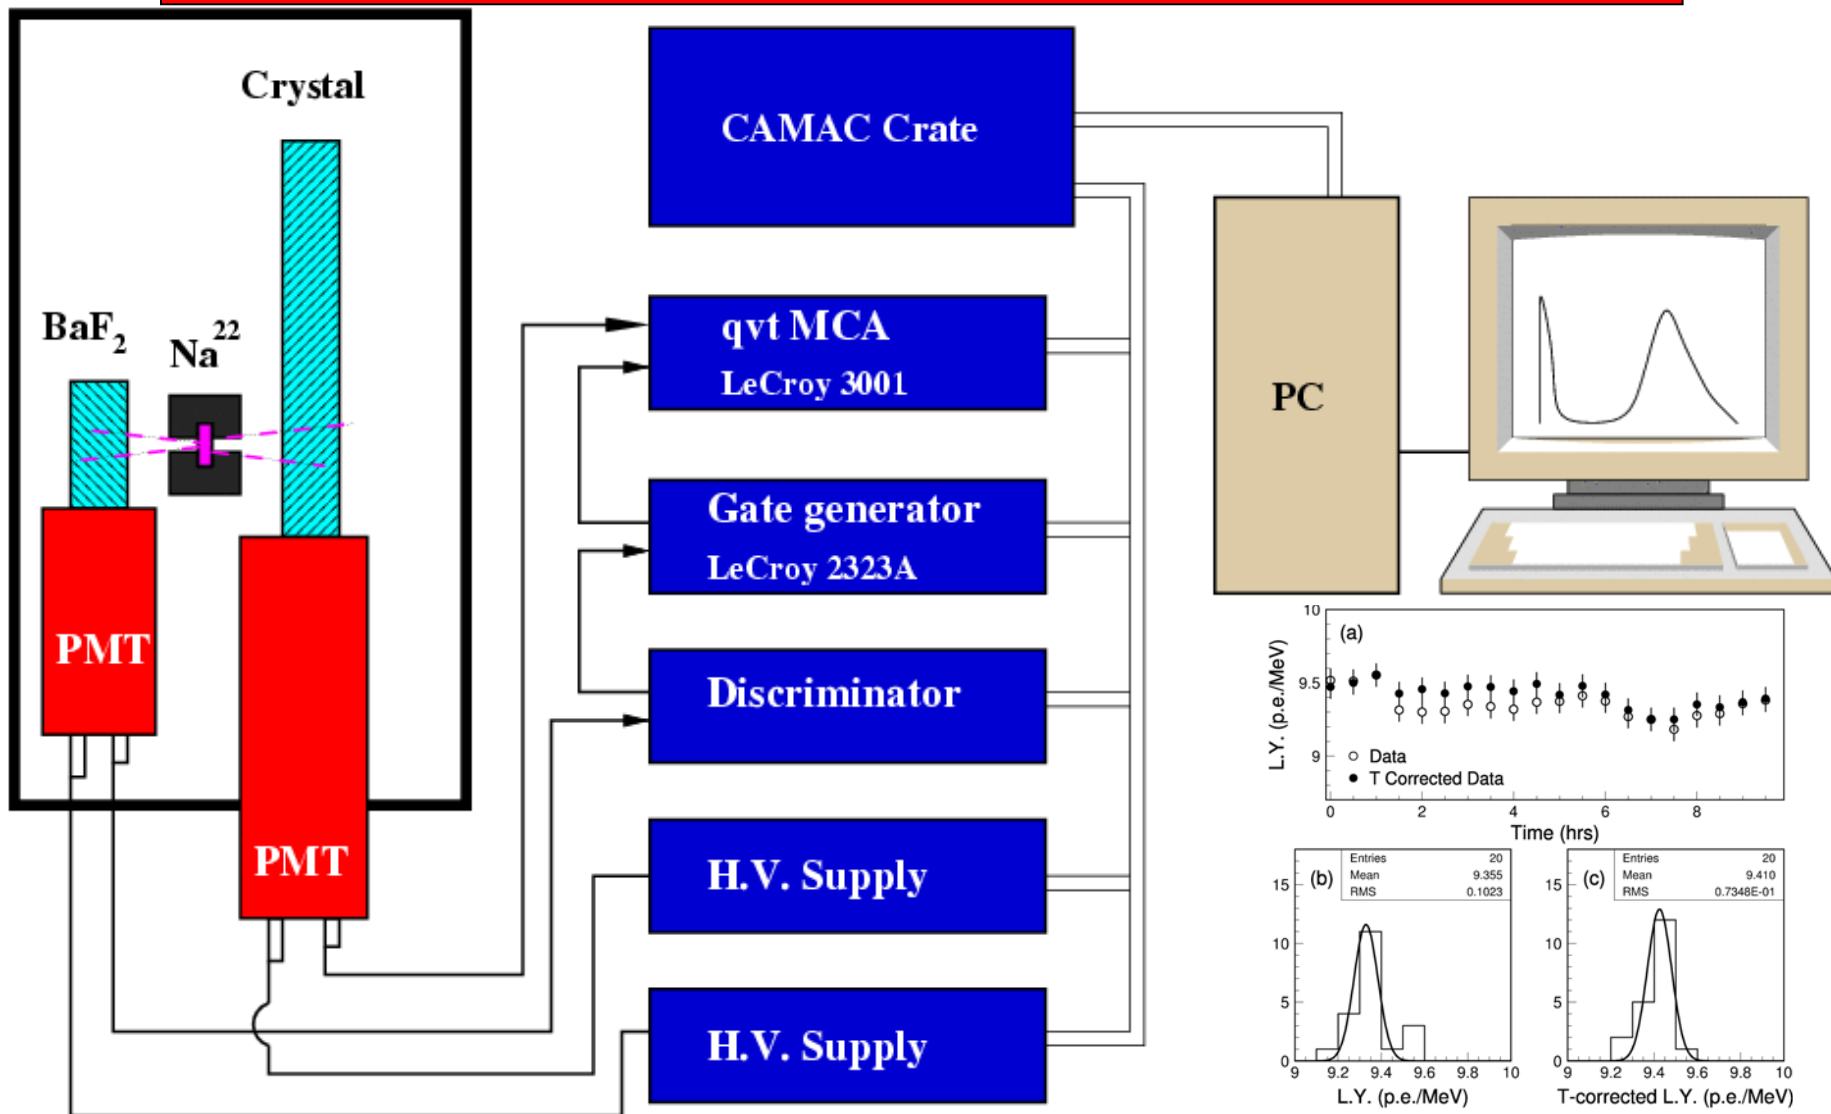 Crystal
BaF2
Na22
PMT
PMT
CAMAC Crate
qvt MCA
LeCroy 3001
Gate generator
LeCroy 2323A
Discriminator
H.V. Supply
H.V. Supply
PC
(a)
L.Y. (p.e./MeV)
10
9.5
9
Data
T Corrected Data
0 2 4 6 8
Time (hrs)
(b)
Entries 20
Mean 9.355
RMS 0.1023
15
10
5
0
9 9.2 9.4 9.6 9.8 10
L.Y. (p.e./MeV)
(c)
Entries 20
Mean 9.410
RMS 0.7348E-01
15
10
5
0
9 9.2 9.4 9.6 9.8 10
T-corrected L.Y. (p.e./MeV)